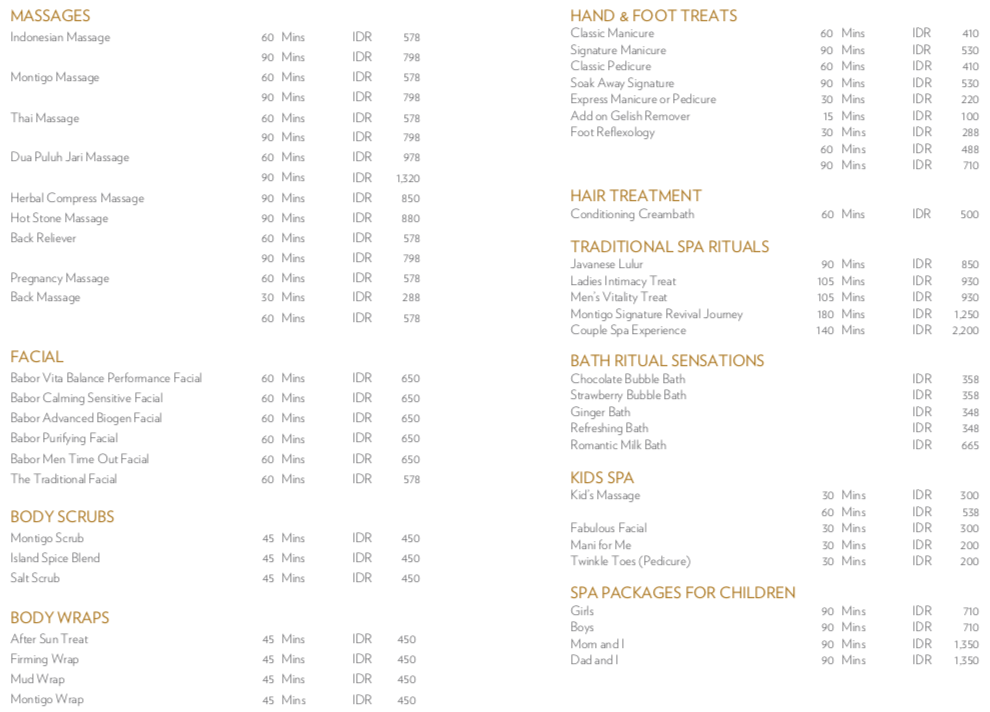 MASSAGES
Indonesian Massage 60 Mins IDR 578
90 Mins IDR 798
Montigo Massage 60 Mins IDR 578
90 Mins IDR 798
Thai Massage 60 Mins IDR 578
90 Mins IDR 798
Dua Puluh Jari Massage 60 Mins IDR 978
90 Mins IDR 1,320
Herbal Compress Massage 90 Mins IDR 850
Hot Stone Massage 90 Mins IDR 880
Back Reliever 60 Mins IDR 578
90 Mins IDR 798
Pregnancy Massage 60 Mins IDR 578
Back Massage 30 Mins IDR 288
60 Mins IDR 578
FACIAL
Babor Vita Balance Performance Facial 60 Mins IDR 650
Babor Calming Sensitive Facial 60 Mins IDR 650
Babor Advanced Biogen Facial 60 Mins IDR 650
Babor Purifying Facial 60 Mins IDR 650
Babor Men Time Out Facial 60 Mins IDR 650
The Traditional Facial 60 Mins IDR 578
BODY SCRUBS
Montigo Scrub 45 Mins IDR 450
Island Spice Blend 45 Mins IDR 450
Salt Scrub 45 Mins IDR 450
BODY WRAPS
After Sun Treat 45 Mins IDR 450
Firming Wrap 45 Mins IDR 450
Mud Wrap 45 Mins IDR 450
Montigo Wrap 45 Mins IDR 450
HAND & FOOT TREATS
Classic Manicure 60 Mins IDR 410
Signature Manicure 90 Mins IDR 530
Classic Pedicure 60 Mins IDR 410
Soak Away Signature 90 Mins IDR 530
Express Manicure or Pedicure 30 Mins IDR 220
Add on Gelish Remover 15 Mins IDR 100
Foot Reflexology 30 Mins IDR 288
60 Mins IDR 488
90 Mins IDR 710
HAIR TREATMENT
Conditioning Creambath 60 Mins IDR 500
TRADITIONAL SPA RITUALS
Javanese Lulur 90 Mins IDR 850
Ladies Intimacy Treat 105 Mins IDR 930
Men's Vitality Treat 105 Mins IDR 930
Montigo Signature Revival Journey 180 Mins IDR 1,250
Couple Spa Experience 140 Mins IDR 2,200
BATH RITUAL SENSATIONS
Chocolate Bubble Bath IDR 358
Strawberry Bubble Bath IDR 358
Ginger Bath IDR 348
Refreshing Bath IDR 348
Romantic Milk Bath IDR 665
KIDS SPA
Kid's Massage 30 Mins IDR 300
60 Mins IDR 538
Fabulous Facial 30 Mins IDR 300
Mani for Me 30 Mins IDR 200
Twinkle Toes (Pedicure) 30 Mins IDR 200
SPA PACKAGES FOR CHILDREN
Girls 90 Mins IDR 710
Boys 90 Mins IDR 710
Mom and I 90 Mins IDR 1,350
Dad and I 90 Mins IDR 1,350